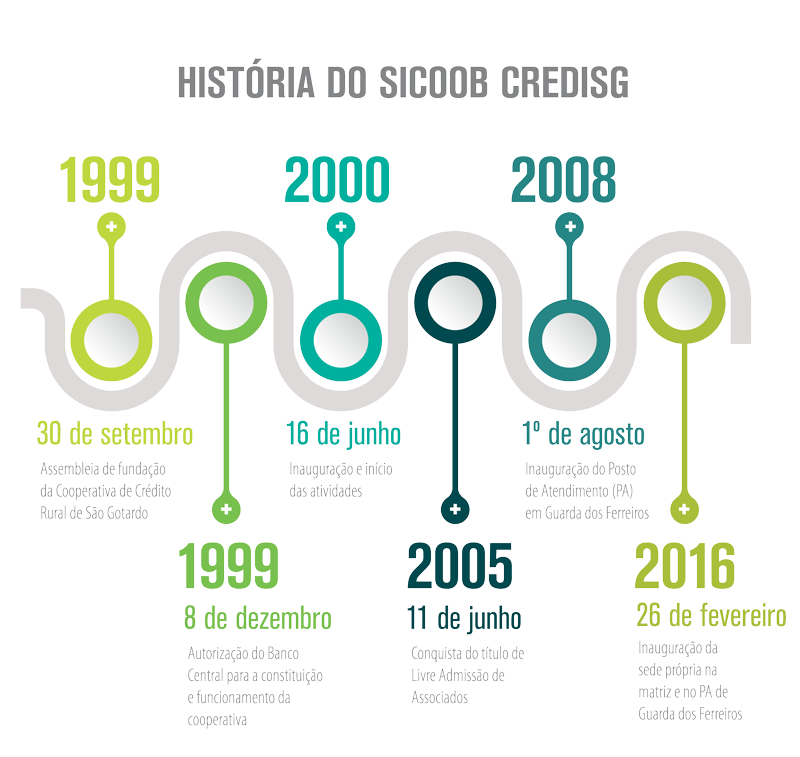 HISTÓRIA DO SICOOB CREDISG
1999
30 de setembro
Assembleia de fundação
da Cooperativa de Crédito
Rural de São Gotardo
1999
8 de dezembro
Autorização do Banco
Central para a constituição
e funcionamento da
cooperativa
2000
16 de junho
Inauguração e início
das atividades
2005
11 de junho
Conquista do título de
Livre Admissão de
Associados
2008
1º de agosto
Inauguração do Posto
de Atendimento (PA)
em Guarda dos Ferreiros
2016
26 de fevereiro
Inauguração da
sede própria na
matriz e no PA de
Guarda dos Ferreiros